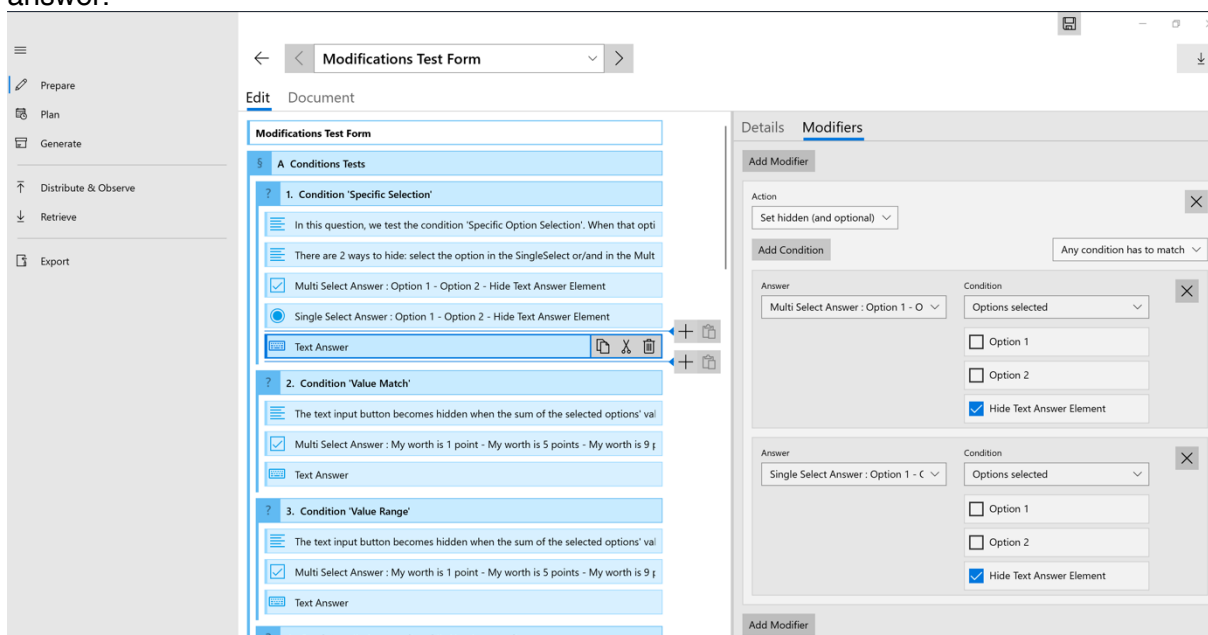 answer.
Modifications Test Form
Prepare
Plan
Generate
Distribute & Observe
Retrieve
Export
Edit Document
Modifications Test Form
§ A Conditions Tests
? 1. Condition 'Specific Selection'
In this question, we test the condition 'Specific Option Selection'. When that opti
There are 2 ways to hide: select the option in the SingleSelect or/and in the Mult
Multi Select Answer : Option 1 - Option 2 - Hide Text Answer Element
Single Select Answer : Option 1 - Option 2 - Hide Text Answer Element
Text Answer
? 2. Condition 'Value Match'
The text input button becomes hidden when the sum of the selected options' val
Multi Select Answer : My worth is 1 point - My worth is 5 points - My worth is 9 p
Text Answer
? 3. Condition 'Value Range'
The text input button becomes hidden when the sum of the selected options' val
Multi Select Answer : My worth is 1 point - My worth is 5 points - My worth is 9 p
Text Answer
Details Modifiers
Add Modifier
Action
Set hidden (and optional)
Add Condition Any condition has to match
Answer Condition
Multi Select Answer : Option 1 - O Options selected
Option 1
Option 2
Hide Text Answer Element
Answer Condition
Single Select Answer : Option 1 - Options selected
Option 1
Option 2
Hide Text Answer Element
Add Modifier